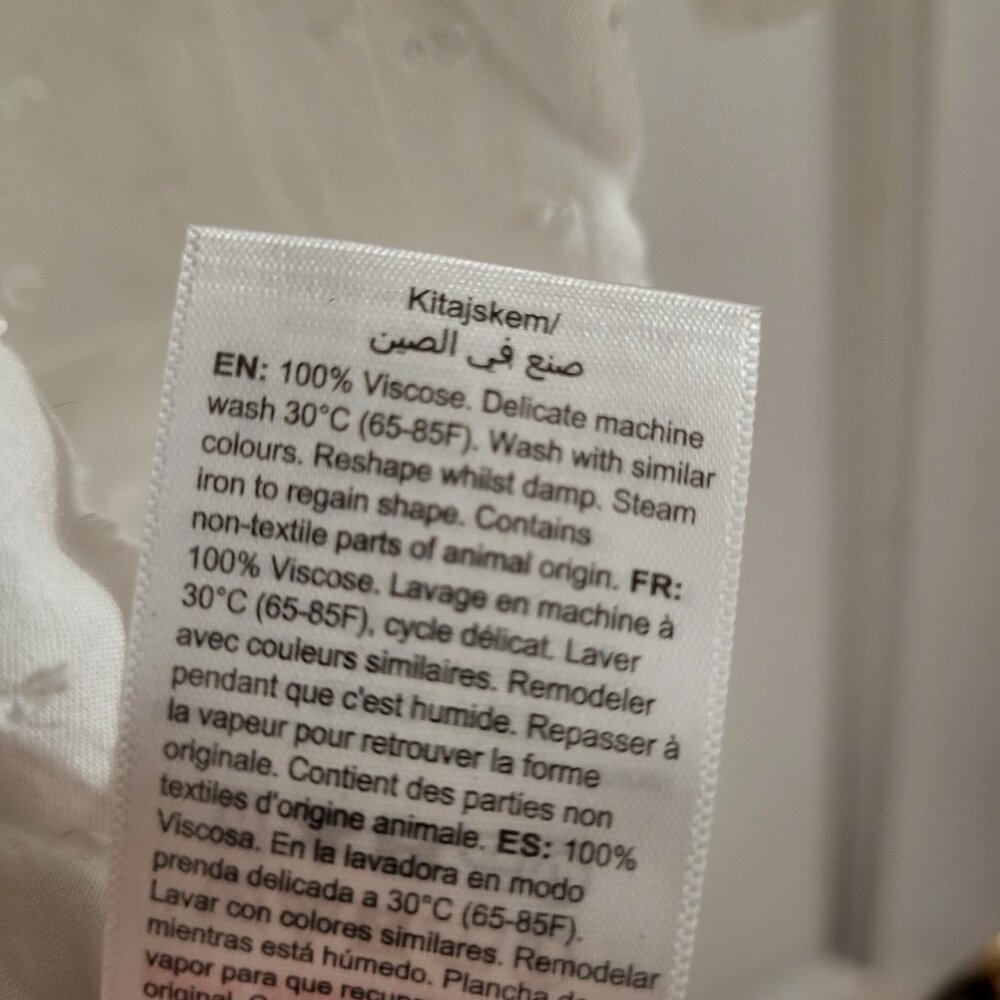 Kitajskem/
صنع في الصين
EN: 100% Viscose. Delicate machine
wash 30°C (65-85F). Wash with similar
colours. Reshape whilst damp. Steam
iron to regain shape. Contains
non-textile parts of animal origin. FR:
100% Viscose. Lavage en machine à
30°C (65-85F), cycle délicat. Laver
avec couleurs similaires. Remodeler
pendant que c'est humide. Repasser à
la vapeur pour retrouver la forme
originale. Contient des parties non
textiles d'origine animale. ES: 100%
Viscosa. En la lavadora en modo
prenda delicada a 30°C (65-85F).
Lavar con colores similares. Remodelar
mientras está húmedo. Plancha de
vapor para que
original.